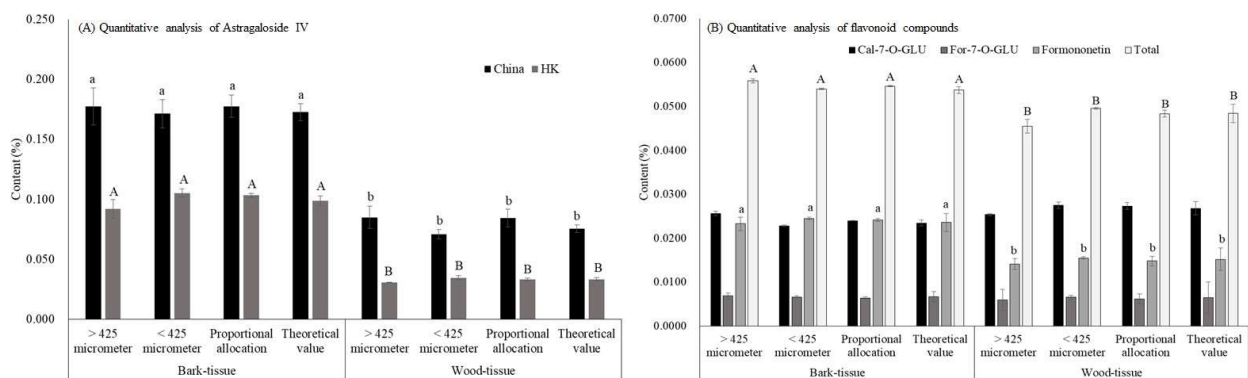 (A) Quantitative analysis of Astragaloside IV
China HK
Content (%)
0.250
0.200
0.150
0.100
0.050
0.000
a a a a
A A A A
b b b b
B B B B
> 425 micrometer
< 425 micrometer
Proportional allocation
Theoretical value
> 425 micrometer
< 425 micrometer
Proportional allocation
Theoretical value
Bark-tissue
Wood-tissue
(B) Quantitative analysis of flavonoid compounds
Cal-7-O-GLU For-7-O-GLU Formononetin Total
Content (%)
0.0700
0.0600
0.0500
0.0400
0.0300
0.0200
0.0100
0.0000
A A A A
B B B B
a a a a
b b b b
> 425 micrometer
< 425 micrometer
Proportional allocation
Theoretical value
> 425 micrometer
< 425 micrometer
Proportional allocation
Theoretical value
Bark-tissue
Wood-tissue